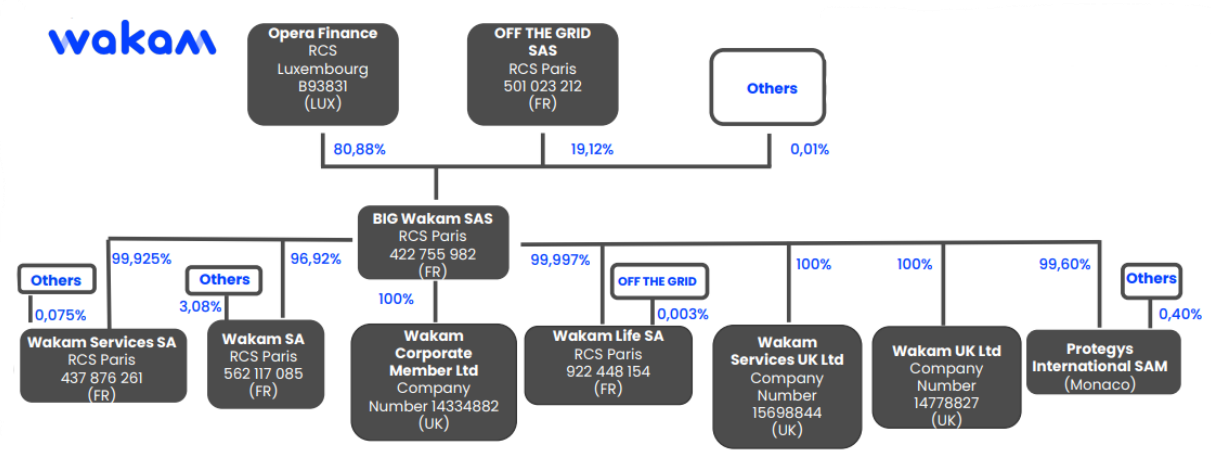 wakam
Opera Finance
RCS
Luxembourg
B93831
(LUX)
OFF THE GRID
SAS
RCS Paris
501 023 212
(FR)
Others
80,88%
19,12%
0,01%
BIG Wakam SAS
RCS Paris
422 755 982
(FR)
99,925%
96,92%
100%
99,997%
100%
100%
99,60%
Others
0,075%
Others
3,08%
OFF THE GRID
0,003%
Others
0,40%
Wakam Services SA
RCS Paris
437 876 261
(FR)
Wakam SA
RCS Paris
562 117 085
(FR)
Wakam
Corporate
Member Ltd
Company
Number 14334882
(UK)
Wakam Life SA
RCS Paris
922 448 154
(FR)
Wakam
Services UK Ltd
Company
Number
15698844
(UK)
Wakam UK Ltd
Company
Number
14778827
(UK)
Protegys
International SAM
(Monaco)